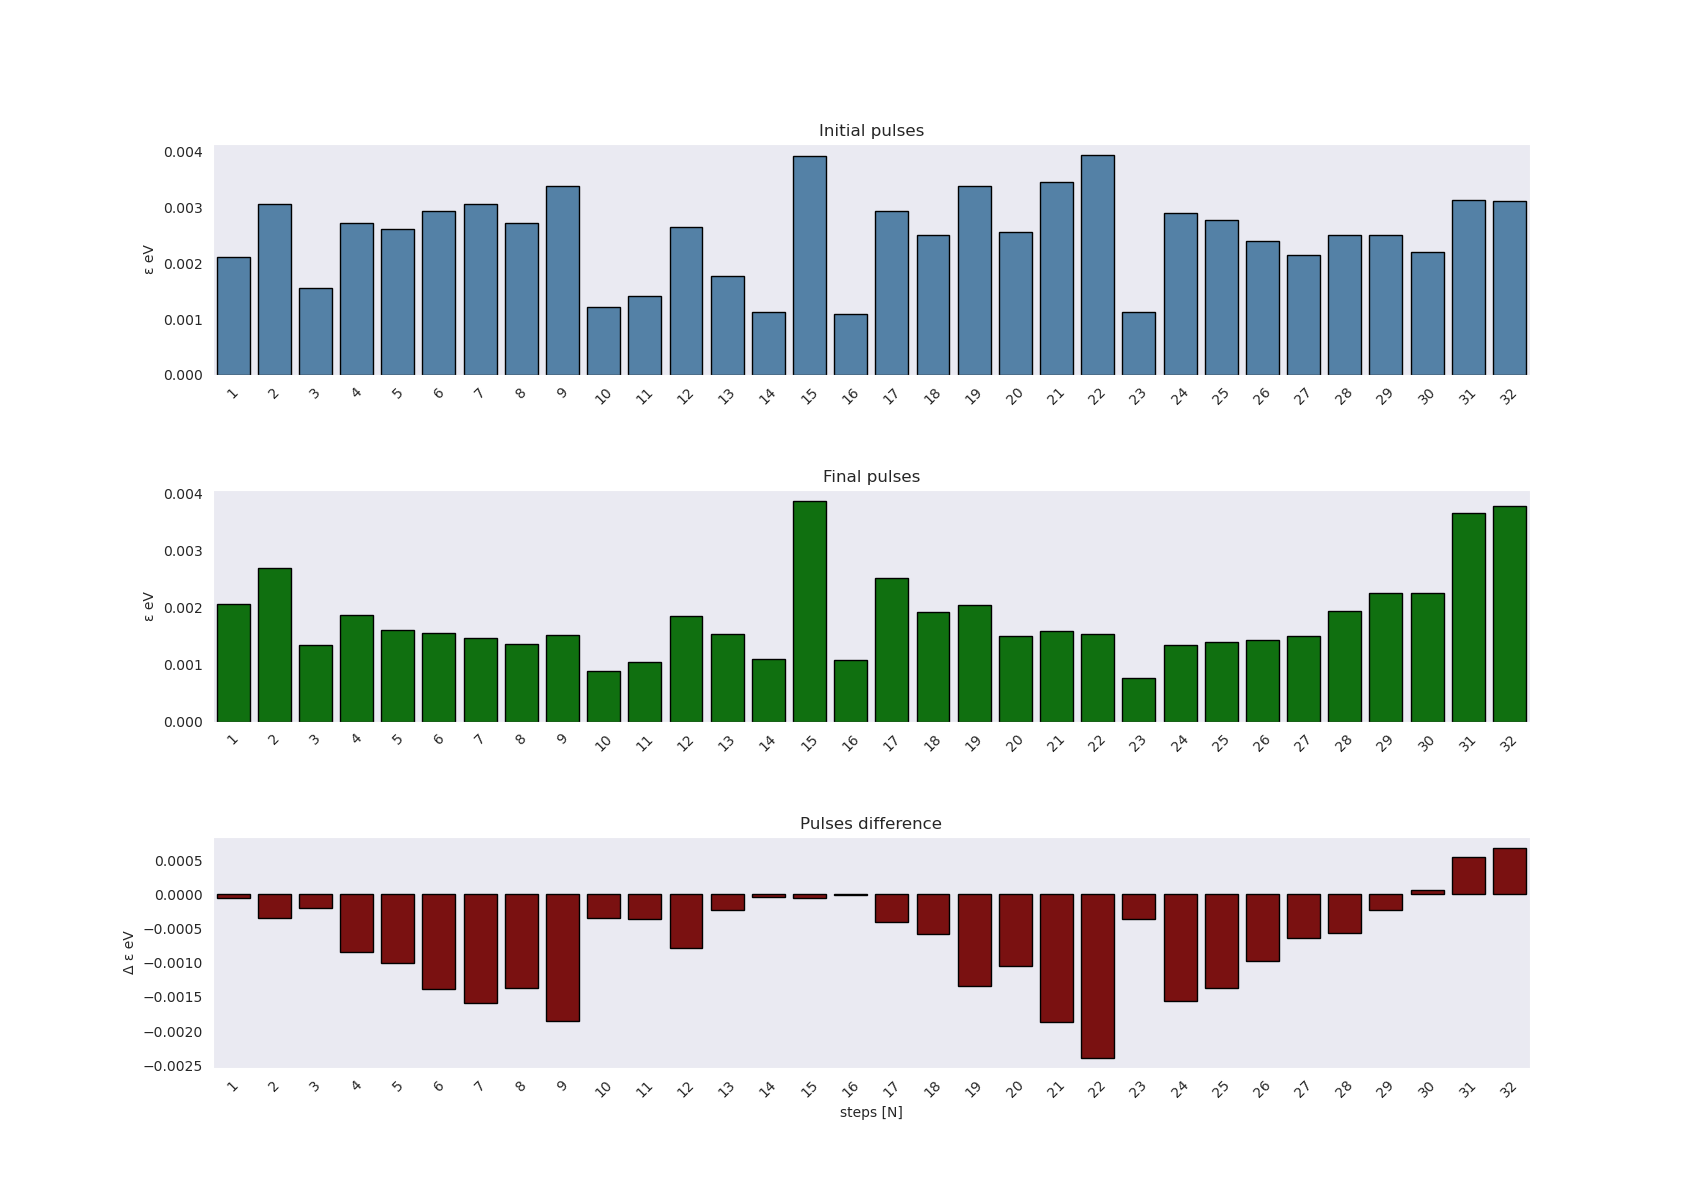 Initial pulses
0.004
0.003
0.002
0.001
0.000
ε eV
1 2 3 4 5 6 7 8 9 10 11 12 13 14 15 16 17 18 19 20 21 22 23 24 25 26 27 28 29 30 31 32
Final pulses
0.004
0.003
0.002
0.001
0.000
ε eV
1 2 3 4 5 6 7 8 9 10 11 12 13 14 15 16 17 18 19 20 21 22 23 24 25 26 27 28 29 30 31 32
Pulses difference
0.0005
0.0000
−0.0005
−0.0010
−0.0015
−0.0020
−0.0025
Δ ε eV
1 2 3 4 5 6 7 8 9 10 11 12 13 14 15 16 17 18 19 20 21 22 23 24 25 26 27 28 29 30 31 32
steps [N]